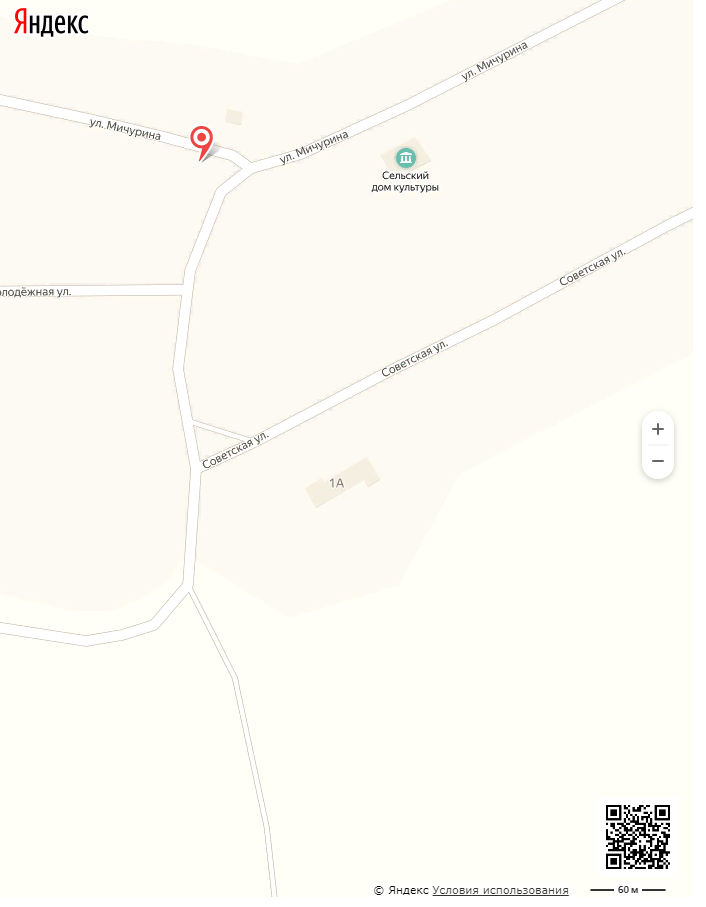 Яндекс
ул. Мичурина
ул. Мичурина
ул. Мичурина
Сельский
дом культуры
Советская ул.
олодёжная ул.
Советская ул.
Советская ул.
1А
© Яндекс Условия использования
60 м